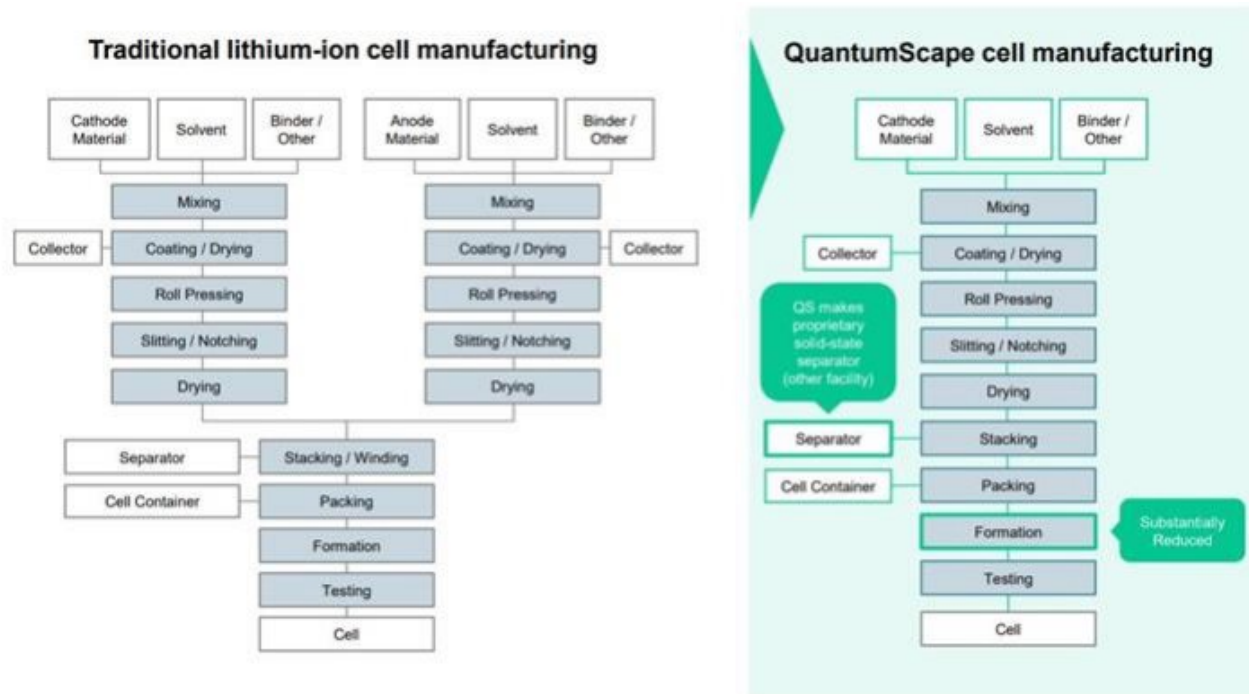 Traditional lithium-ion cell manufacturing
Cathode
Material
Solvent
Binder /
Other
Anode
Material
Solvent
Binder /
Other
Mixing
Mixing
Collector
Coating / Drying
Coating / Drying
Collector
Roll Pressing
Roll Pressing
Slitting / Notching
Slitting / Notching
Drying
Drying
Separator
Stacking / Winding
Cell Container
Packing
Formation
Testing
Cell
QuantumScape cell manufacturing
Cathode
Material
Solvent
Binder /
Other
Mixing
Collector
Coating / Drying
Roll Pressing
QS makes
proprietary
solid-state
separator
(other facility)
Slitting / Notching
Drying
Separator
Stacking
Cell Container
Packing
Formation
Substantially
Reduced
Testing
Cell